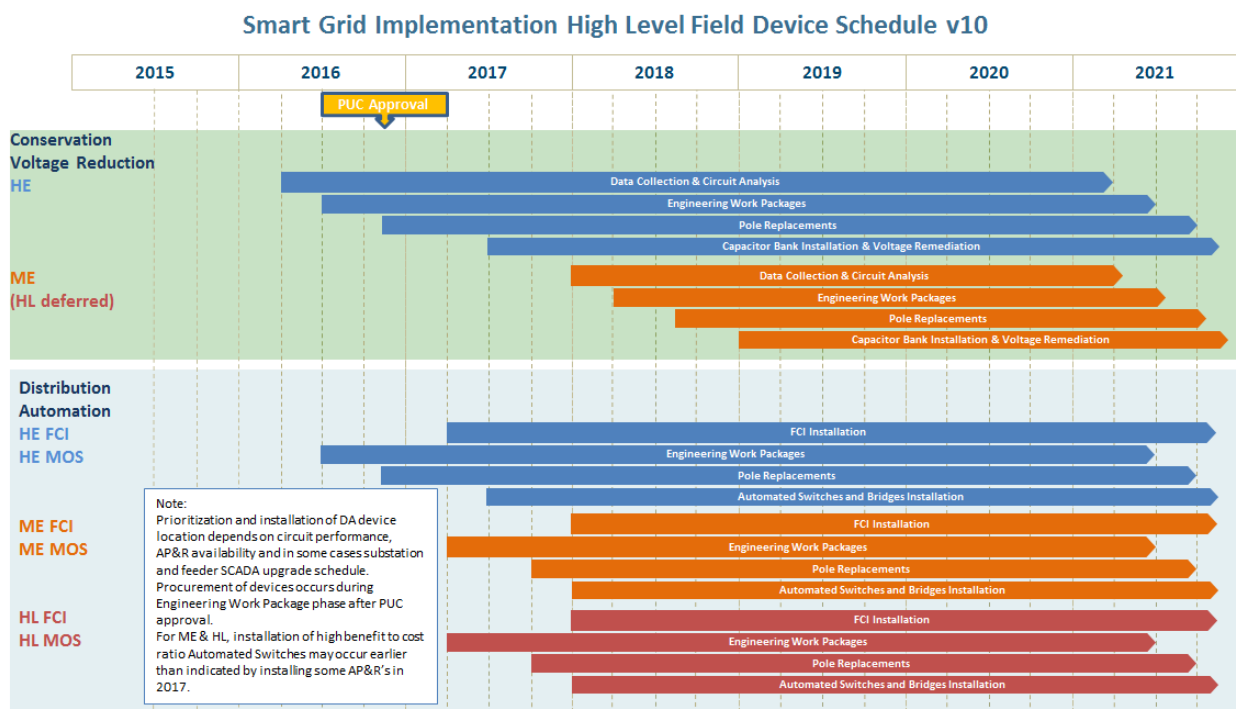 Smart Grid Implementation High Level Field Device Schedule v10
2015 2016 2017 2018 2019 2020 2021
PUC Approval
Conservation
Voltage Reduction
HE
Data Collection & Circuit Analysis
Engineering Work Packages
Pole Replacements
Capacitor Bank Installation & Voltage Remediation
ME
(HL deferred)
Data Collection & Circuit Analysis
Engineering Work Packages
Pole Replacements
Capacitor Bank Installation & Voltage Remediation
Distribution
Automation
HE FCI
HE MOS
FCI Installation
Engineering Work Packages
Pole Replacements
Automated Switches and Bridges Installation
ME FCI
ME MOS
FCI Installation
Engineering Work Packages
Pole Replacements
Automated Switches and Bridges Installation
HL FCI
HL MOS
FCI Installation
Engineering Work Packages
Pole Replacements
Automated Switches and Bridges Installation
Note:
Prioritization and installation of DA device
location depends on circuit performance,
AP&R availability and in some cases substation
and feeder SCADA upgrade schedule.
Procurement of devices occurs during
Engineering Work Package phase after PUC
approval.
For ME & HL, installation of high benefit to cost
ratio Automated Switches may occur earlier
than indicated by installing some AP&R's in
2017.